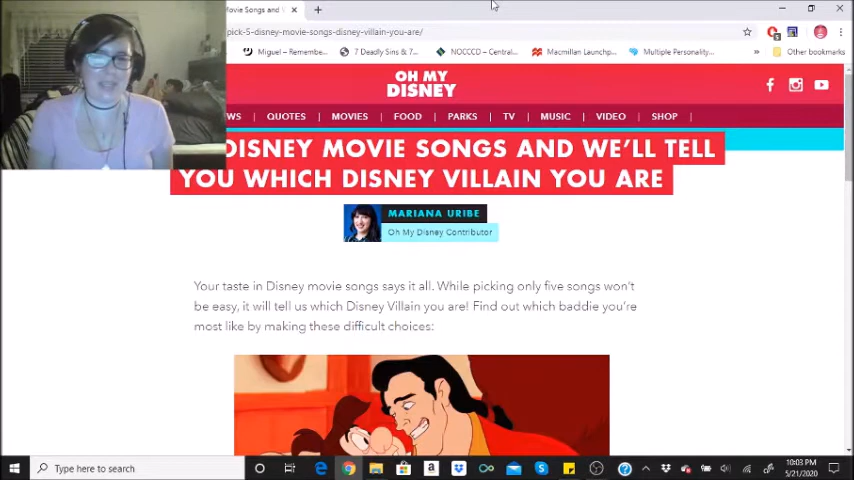 Movie Songs and
pick-5-disney-movie-songs-disney-villain-you-are/
Miguel – Remembe...
7 Deadly Sins & 7...
NOCCCD – Central...
Macmillan Launchp...
Multiple Personality...
Other bookmarks
OH MY
DISNEY
WS QUOTES MOVIES FOOD PARKS TV MUSIC VIDEO SHOP
DISNEY MOVIE SONGS AND WE'LL TELL
YOU WHICH DISNEY VILLAIN YOU ARE
MARIANA URIBE
Oh My Disney Contributor
Your taste in Disney movie songs says it all. While picking only five songs won't
be easy, it will tell us which Disney Villain you are! Find out which baddie you're
most like by making these difficult choices:
Type here to search
10:03 PM
5/21/2020